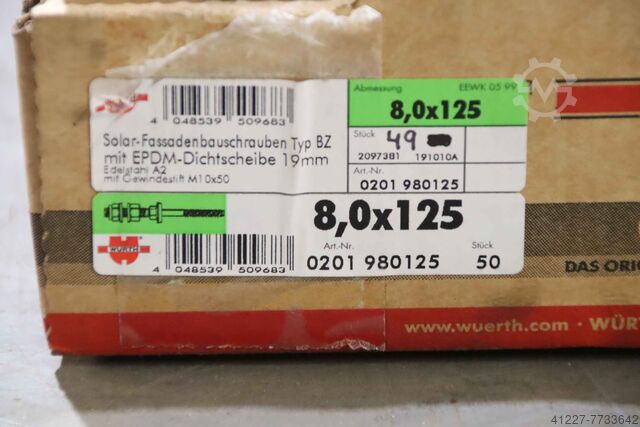 Abmessung EEWK 05 99
8,0x125
4 048539 509683
Stück 49
2097381 191010A
Solar-Fassadenbauschrauben Typ BZ
mit EPDM-Dichtscheibe 19mm
Edelstahl A2
mit Gewindestift M10x50
Art.-Nr.
0201 980125
8,0x125
WÜRTH
4 048539 509683
Art.-Nr. Stück
0201 980125 50
DAS ORIG
www.wuerth.com · WÜR
41227-7733642